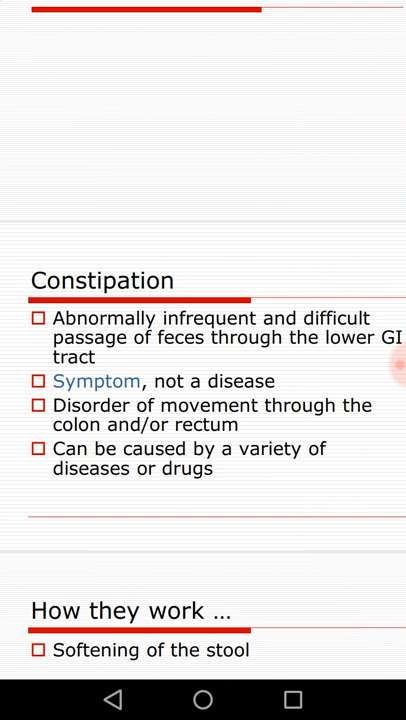 Constipation
Abnormally infrequent and difficult
passage of feces through the lower GI
tract
Symptom, not a disease
Disorder of movement through the
colon and/or rectum
Can be caused by a variety of
diseases or drugs
How they work ...
Softening of the stool